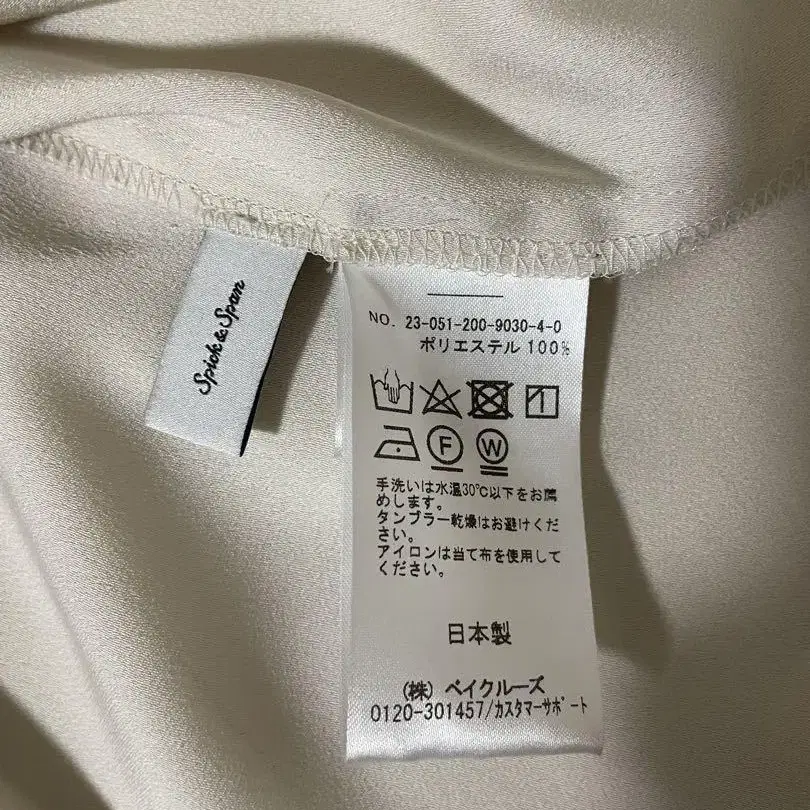 Spick & Span
NO. 23-051-200-9030-4-0
ポリエステル 100%
F
W
手洗いは水温30℃以下をお薦
めします。
タンブラー乾燥はお避けくださ
い。
アイロンは当て布を使用して
ください。
日本製
(株) ベイクルーズ
0120-301457/カスタマーサポート